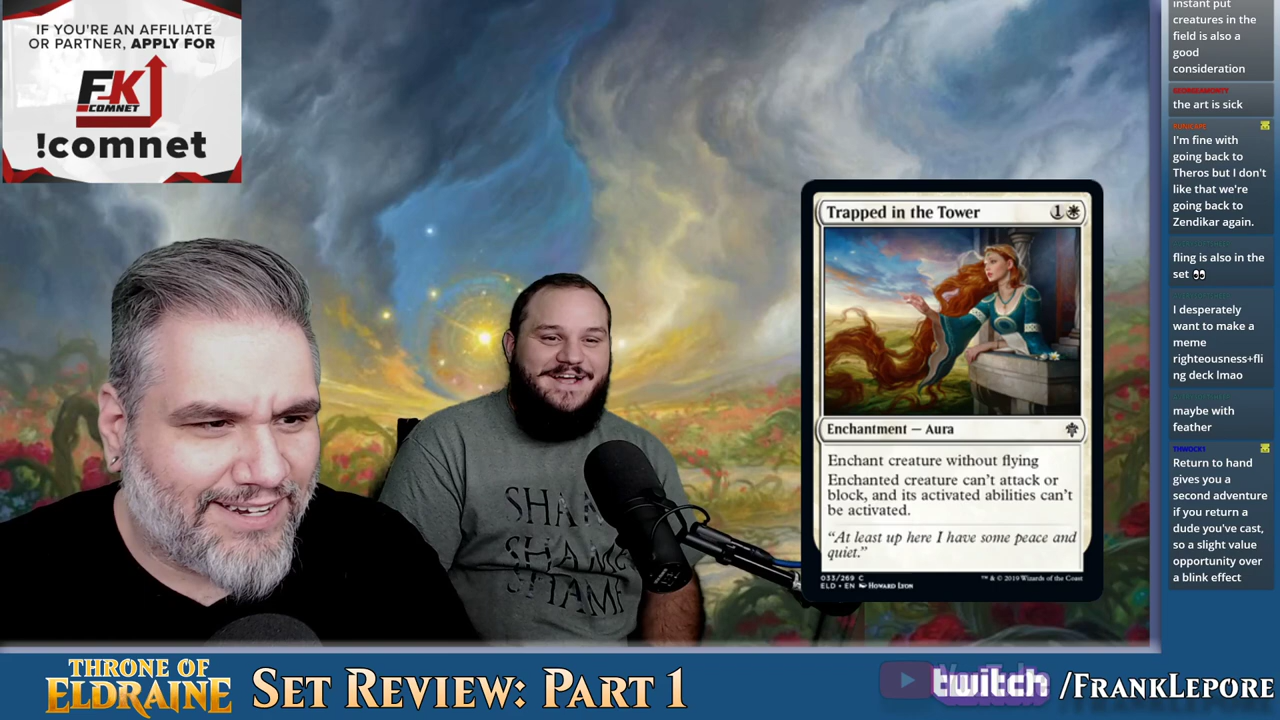 IF YOU'RE AN AFFILIATE
OR PARTNER, APPLY FOR
FK
COMNET
!comnet
SHAME
SHAME
SHAME
Trapped in the Tower 1
Enchantment — Aura
Enchant creature without flying
Enchanted creature can't attack or
block, and its activated abilities can't
be activated.
“At least up here I have some peace and
quiet.”
033/269 C
ELD • EN Howard Lyon
™ & © 2019 Wizards of the Coast
instant put
creatures in the
field is also a
good
consideration
the art is sick
I'm fine with
going back to
Theros but I don't
like that we're
going back to
Zendikar again.
fling is also in the
set 👀
I desperately
want to make a
meme
righteousness+fli
ng deck lmao
maybe with
feather
Return to hand
gives you a
second adventure
if you return a
dude you've cast,
so a slight value
opportunity over
a blink effect
THRONE OF
ELDRAINE
Set Review: Part 1
twitch /FrankLepore